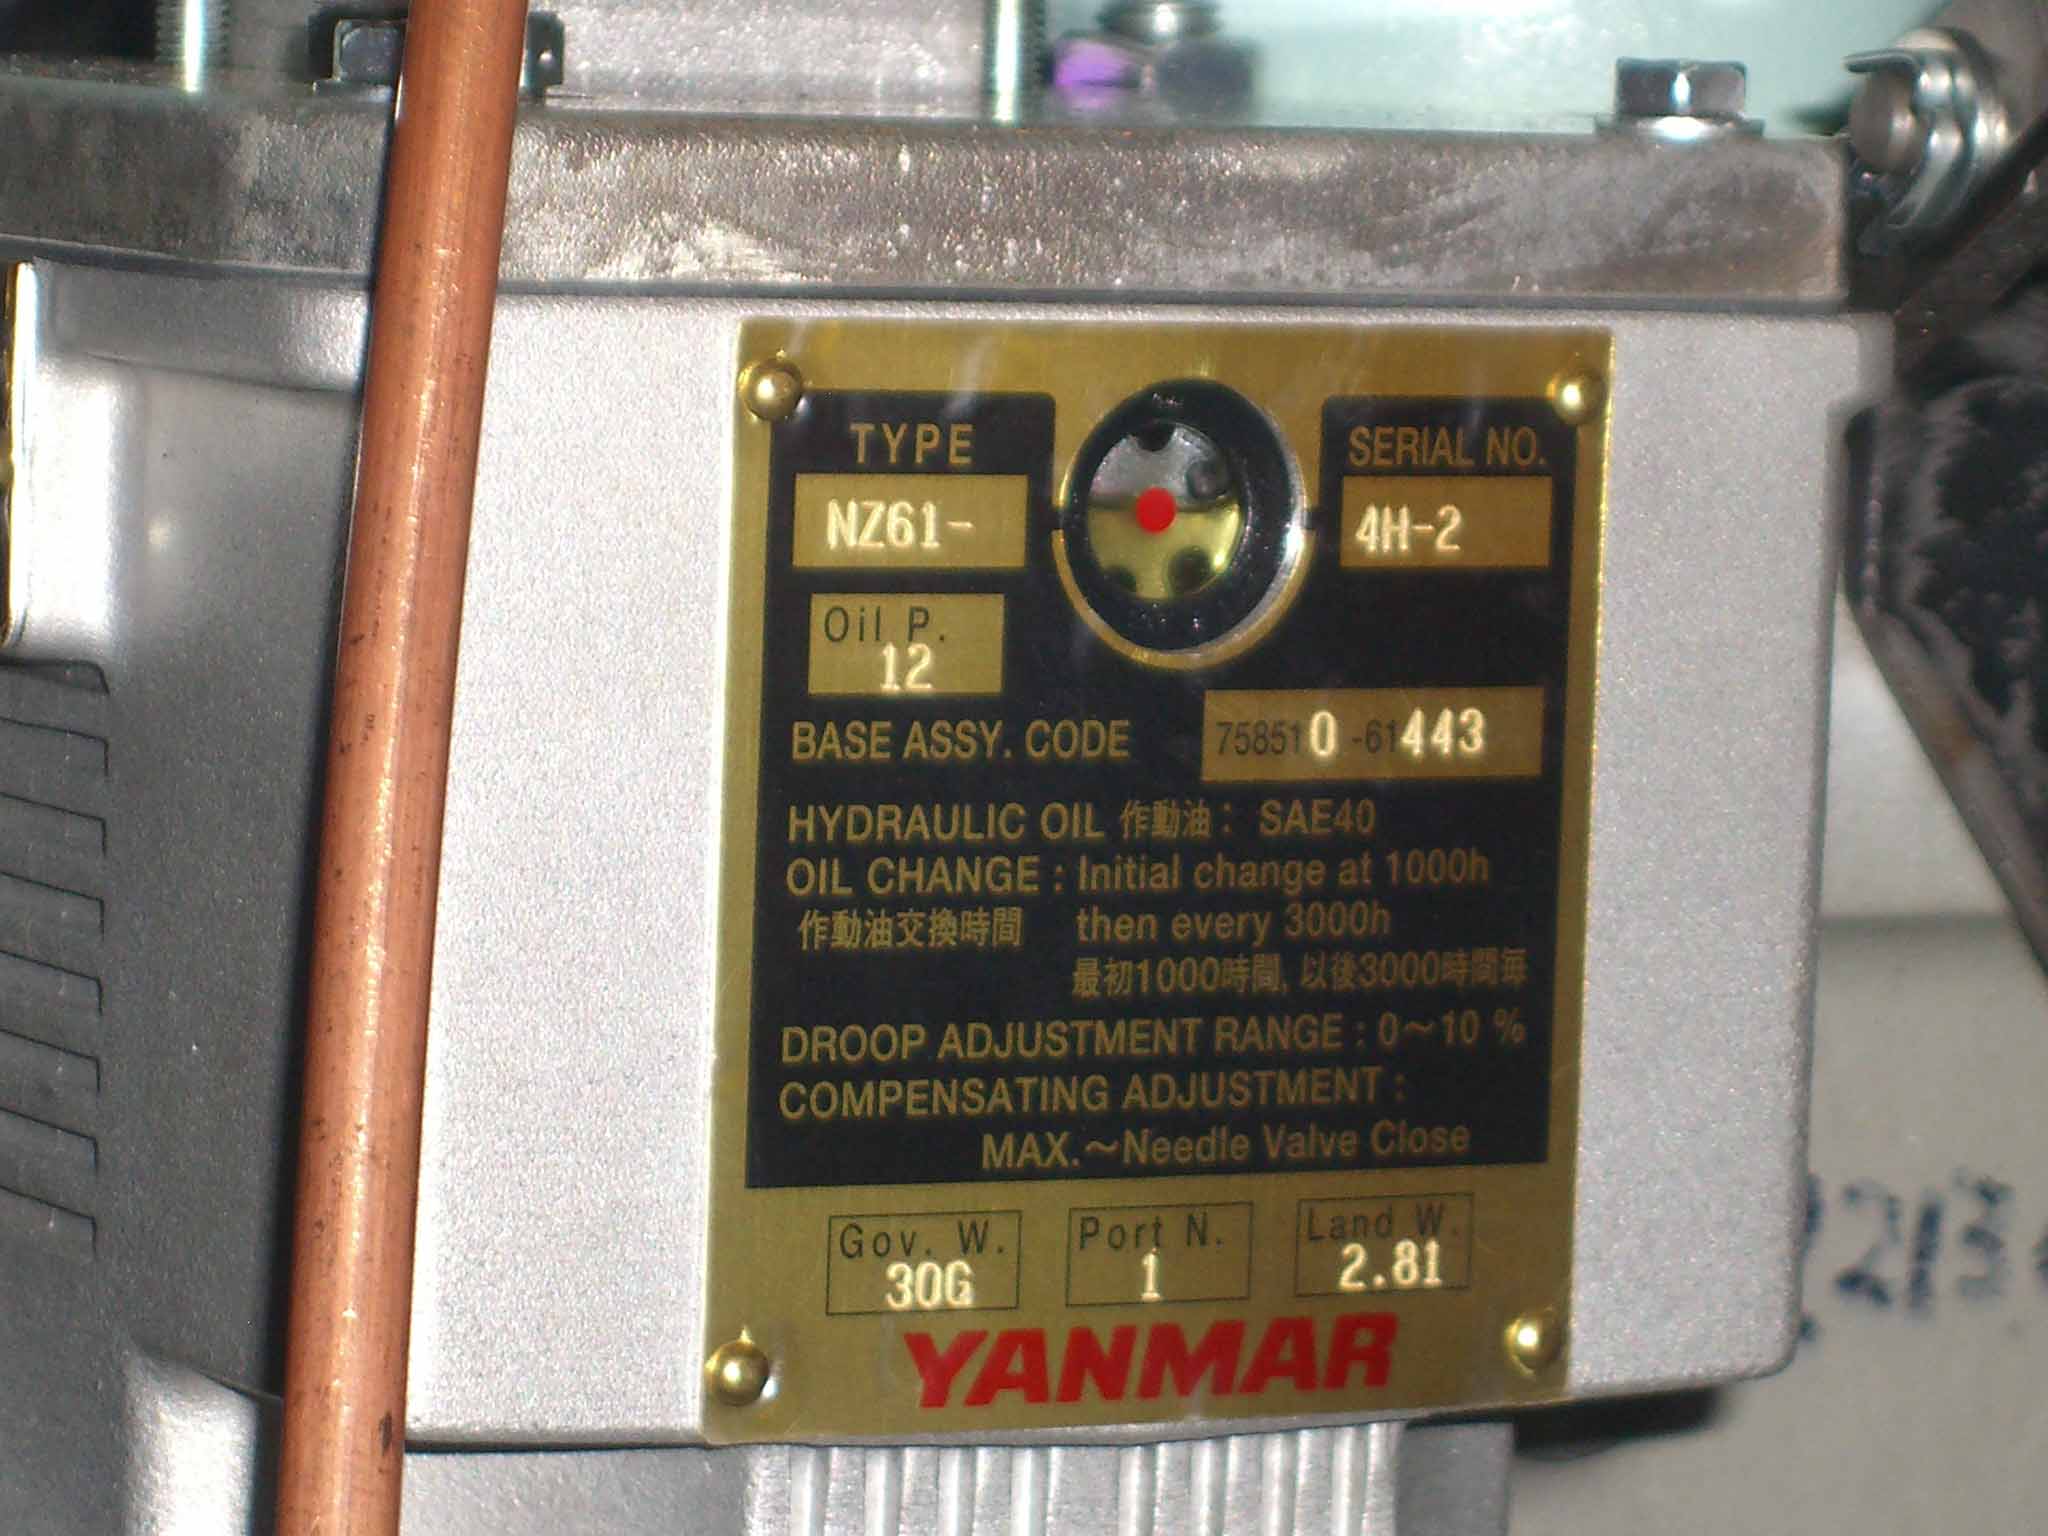 TYPE
SERIAL NO.
NZ61-
4H-2
Oil P.
12
BASE ASSY. CODE 758510-61443
HYDRAULIC OIL 作動油: SAE40
OIL CHANGE : Initial change at 1000h
作動油交換時間 then every 3000h
最初1000時間, 以後3000時間毎
DROOP ADJUSTMENT RANGE : 0～10 %
COMPENSATING ADJUSTMENT :
MAX.～Needle Valve Close
Gov. W.
30G
Port N.
1
Land W.
2.81
YANMAR